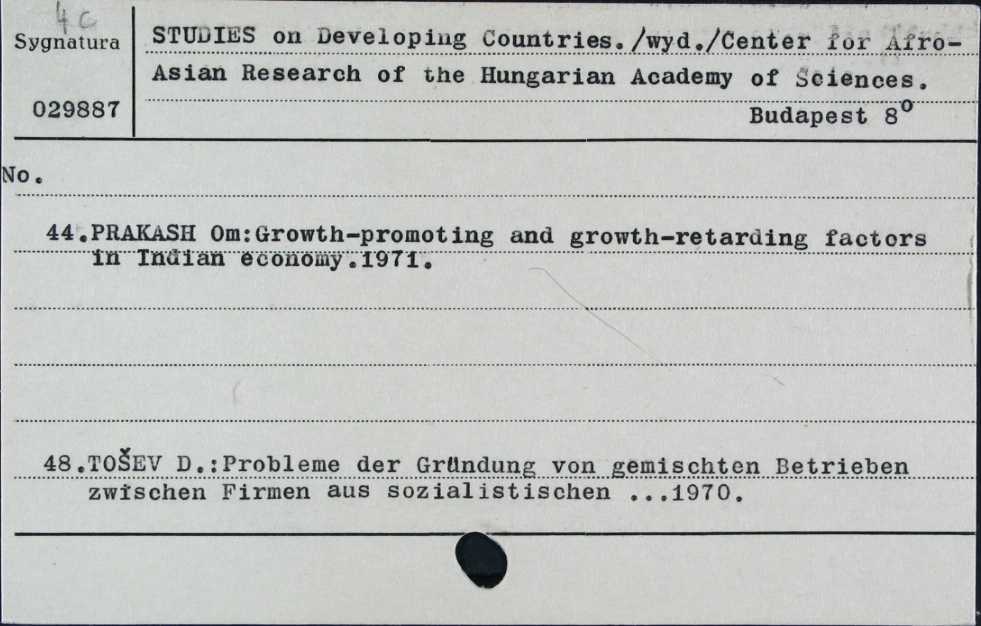 4c
Sygnatura
029887
STUDIES on Developing Countries./wyd./Center for Afro-
Asian Research of the Hungarian Academy of Sciences.
Budapest 8⁰
No.
44.PRAKASH Om:Growth-promoting and growth-retarding factors
in Indian economy.1971.
48.TOŠEV D.:Probleme der Gründung von gemischten Betrieben
zwischen Firmen aus sozialistischen ...1970.